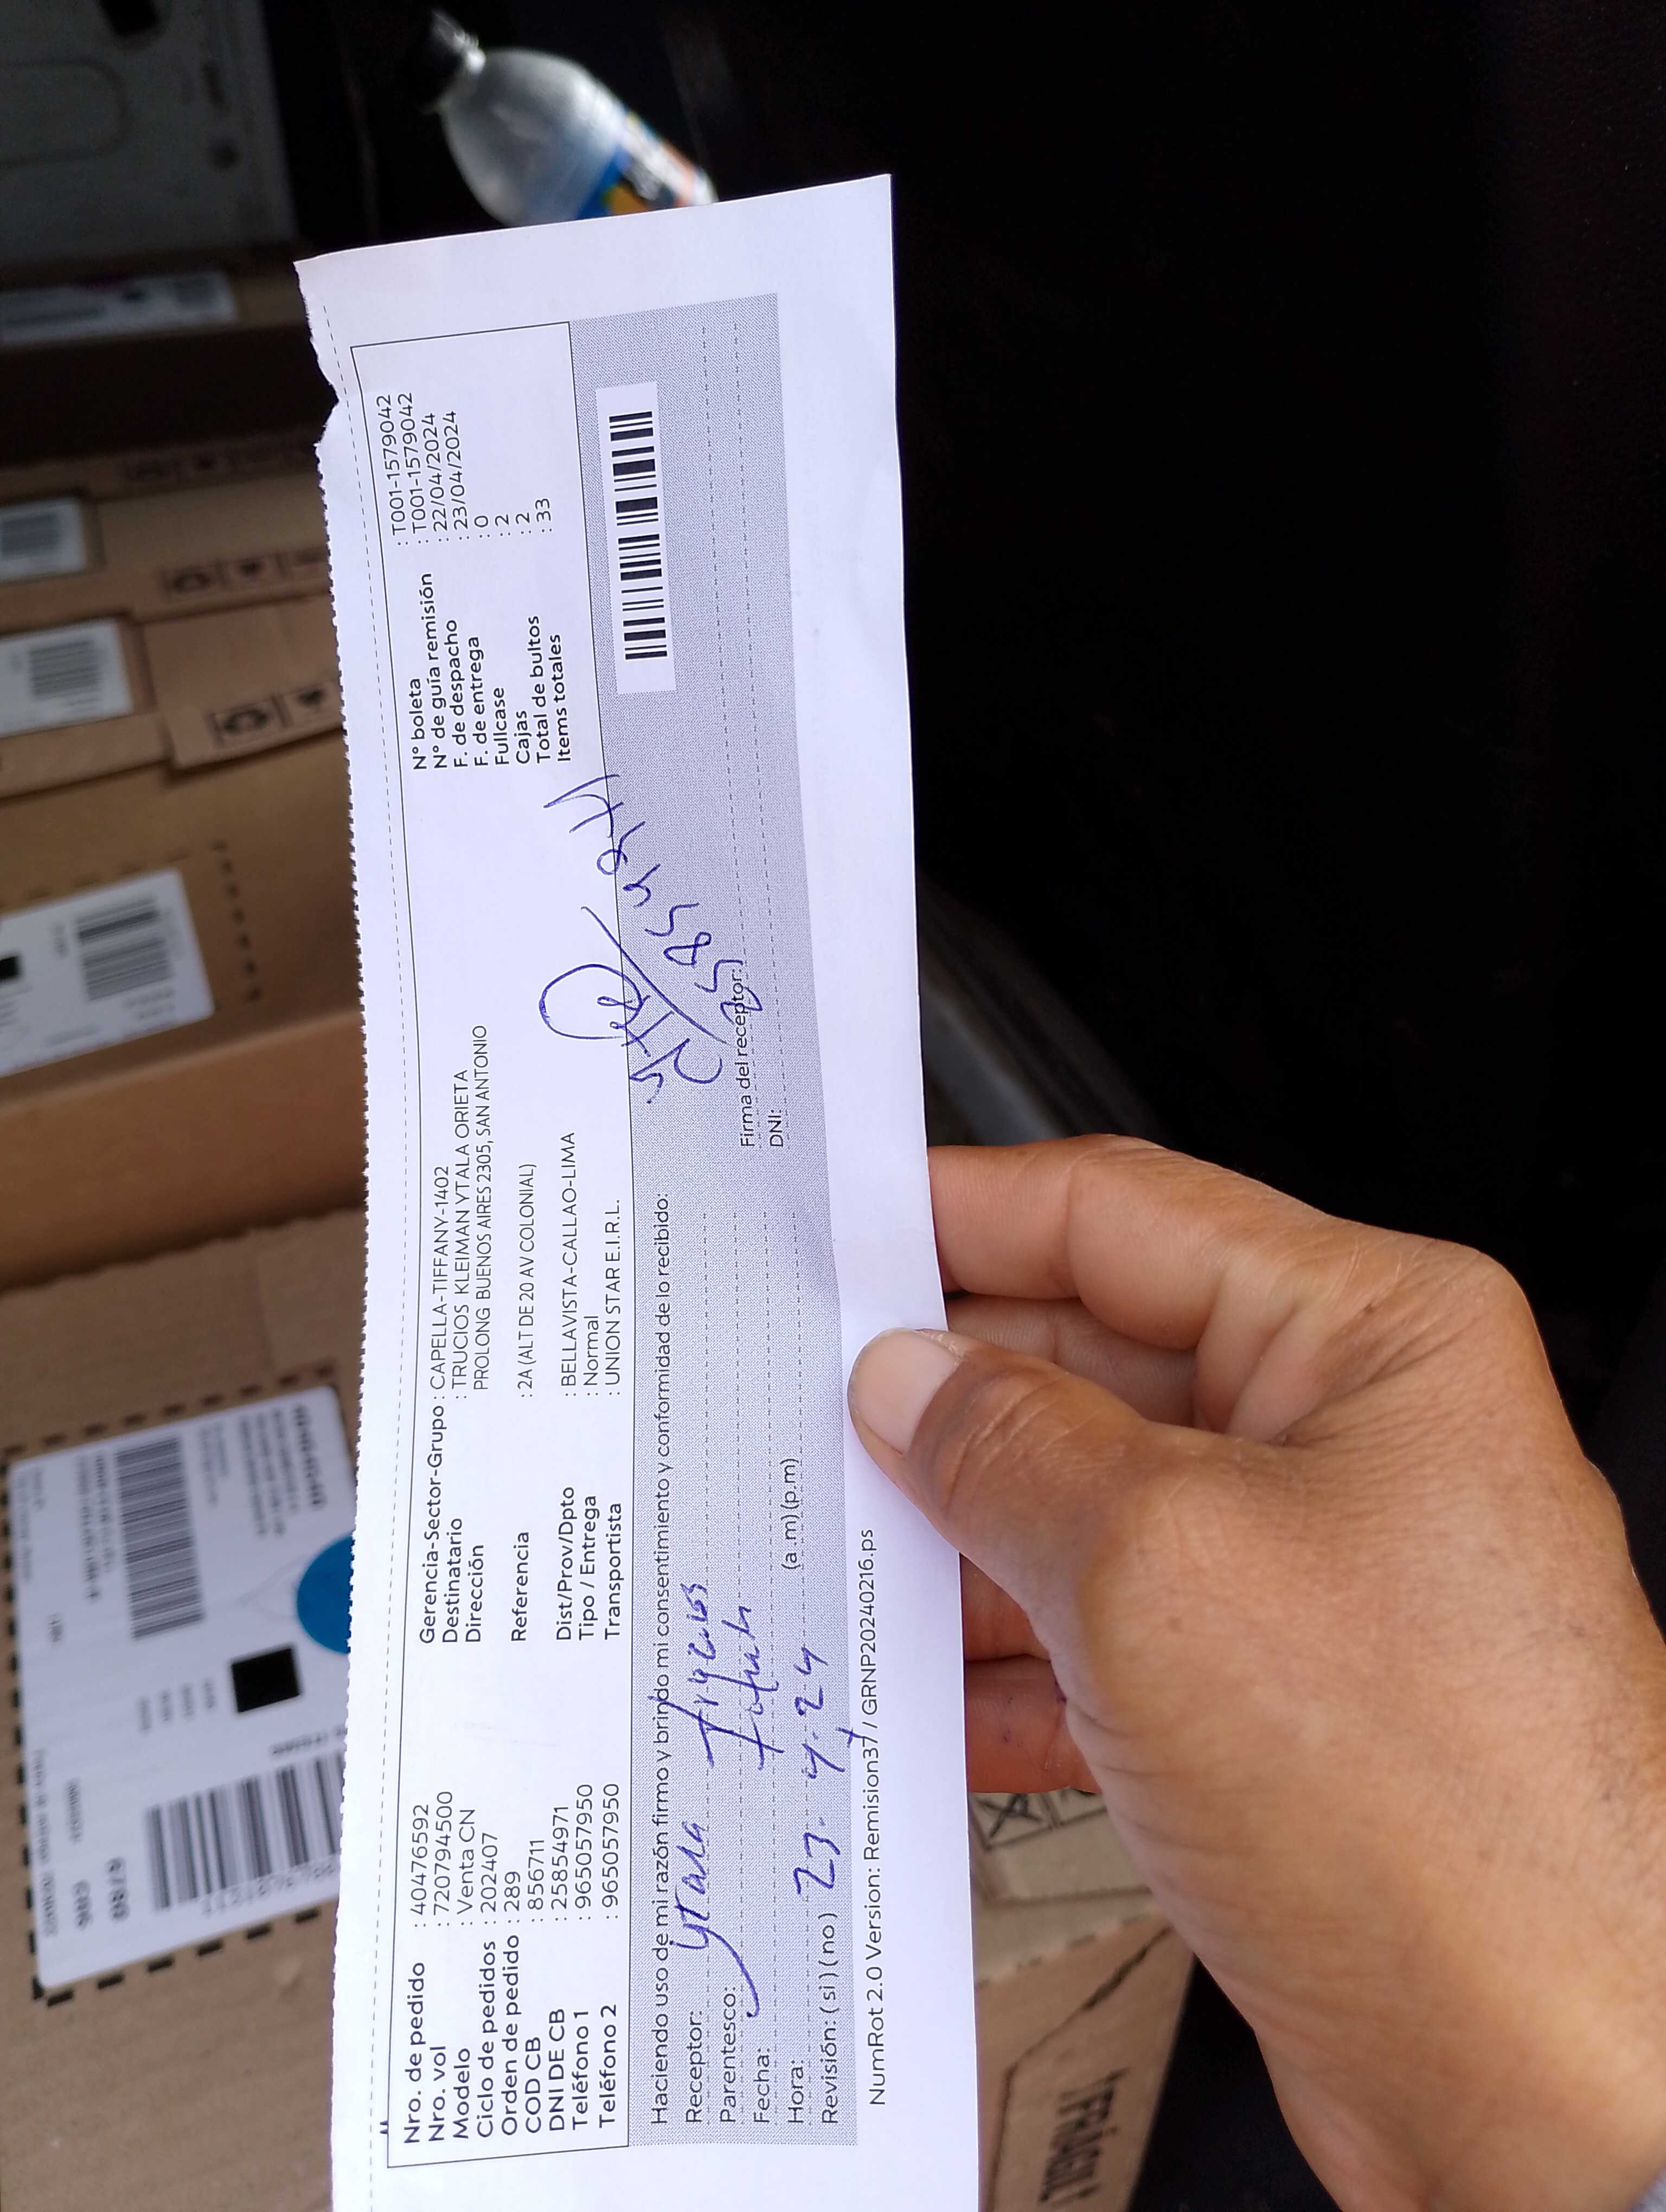 Nro. de pedido : 40476592
Nro. vol : 720794500
Modelo : Venta CN
Ciclo de pedidos : 202407
Orden de pedido : 289
COD CB : 856711
DNI DE CB : 25854971
Teléfono 1 : 965057950
Teléfono 2 : 965057950
Gerencia-Sector-Grupo : CAPELLA-TIFFANY-1402
Destinatario : TRUCIOS KLEIMAN YTALA ORIETA
Dirección PROLONG BUENOS AIRES 2305, SAN ANTONIO
Referencia : 2A (ALT DE 20 AV COLONIAL)
Dist/Prov/Dpto : BELLAVISTA-CALLAO-LIMA
Tipo / Entrega : Normal
Transportista : UNION STAR E.I.R.L.
N° boleta : T001-1579042
N° de guía remisión : T001-1579042
F. de despacho : 22/04/2024
F. de entrega : 23/04/2024
Fullcase : 0
Cajas : 2
Total de bultos : 2
Items totales : 33
Haciendo uso de mi razón firmo y brindo mi consentimiento y conformidad de lo recibido:
Receptor: Ytala Trucios
Parentesco: Titular
Fecha:
Hora: 23.4.24 (a.m)(p.m)
Revisión: (si)(no)
Firma del receptor:
DNI:
NumRot 2.0 Version: Remision37 / GRNP20240216.ps
FRÁGIL!